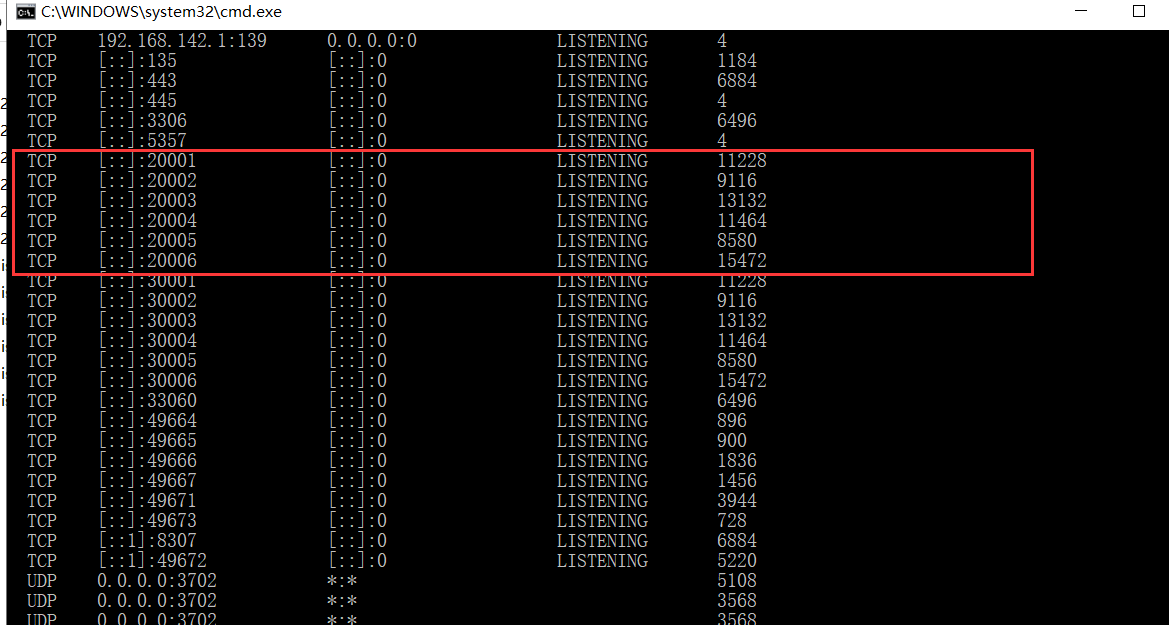 C:\WINDOWS\system32\cmd.exe
TCP 192.168.142.1:139 0.0.0.0:0 LISTENING 4
TCP [::]:135 [::]:0 LISTENING 1184
TCP [::]:443 [::]:0 LISTENING 6884
TCP [::]:445 [::]:0 LISTENING 4
TCP [::]:3306 [::]:0 LISTENING 6496
TCP [::]:5357 [::]:0 LISTENING 4
TCP [::]:20001 [::]:0 LISTENING 11228
TCP [::]:20002 [::]:0 LISTENING 9116
TCP [::]:20003 [::]:0 LISTENING 13132
TCP [::]:20004 [::]:0 LISTENING 11464
TCP [::]:20005 [::]:0 LISTENING 8580
TCP [::]:20006 [::]:0 LISTENING 15472
TCP [::]:30001 [::]:0 LISTENING 11228
TCP [::]:30002 [::]:0 LISTENING 9116
TCP [::]:30003 [::]:0 LISTENING 13132
TCP [::]:30004 [::]:0 LISTENING 11464
TCP [::]:30005 [::]:0 LISTENING 8580
TCP [::]:30006 [::]:0 LISTENING 15472
TCP [::]:33060 [::]:0 LISTENING 6496
TCP [::]:49664 [::]:0 LISTENING 896
TCP [::]:49665 [::]:0 LISTENING 900
TCP [::]:49666 [::]:0 LISTENING 1836
TCP [::]:49667 [::]:0 LISTENING 1456
TCP [::]:49671 [::]:0 LISTENING 3944
TCP [::]:49673 [::]:0 LISTENING 728
TCP [::1]:8307 [::]:0 LISTENING 6884
TCP [::1]:49672 [::]:0 LISTENING 5220
UDP 0.0.0.0:3702 *:* 5108
UDP 0.0.0.0:3702 *:* 3568
UDP 0.0.0.0:3702 *:* 3568